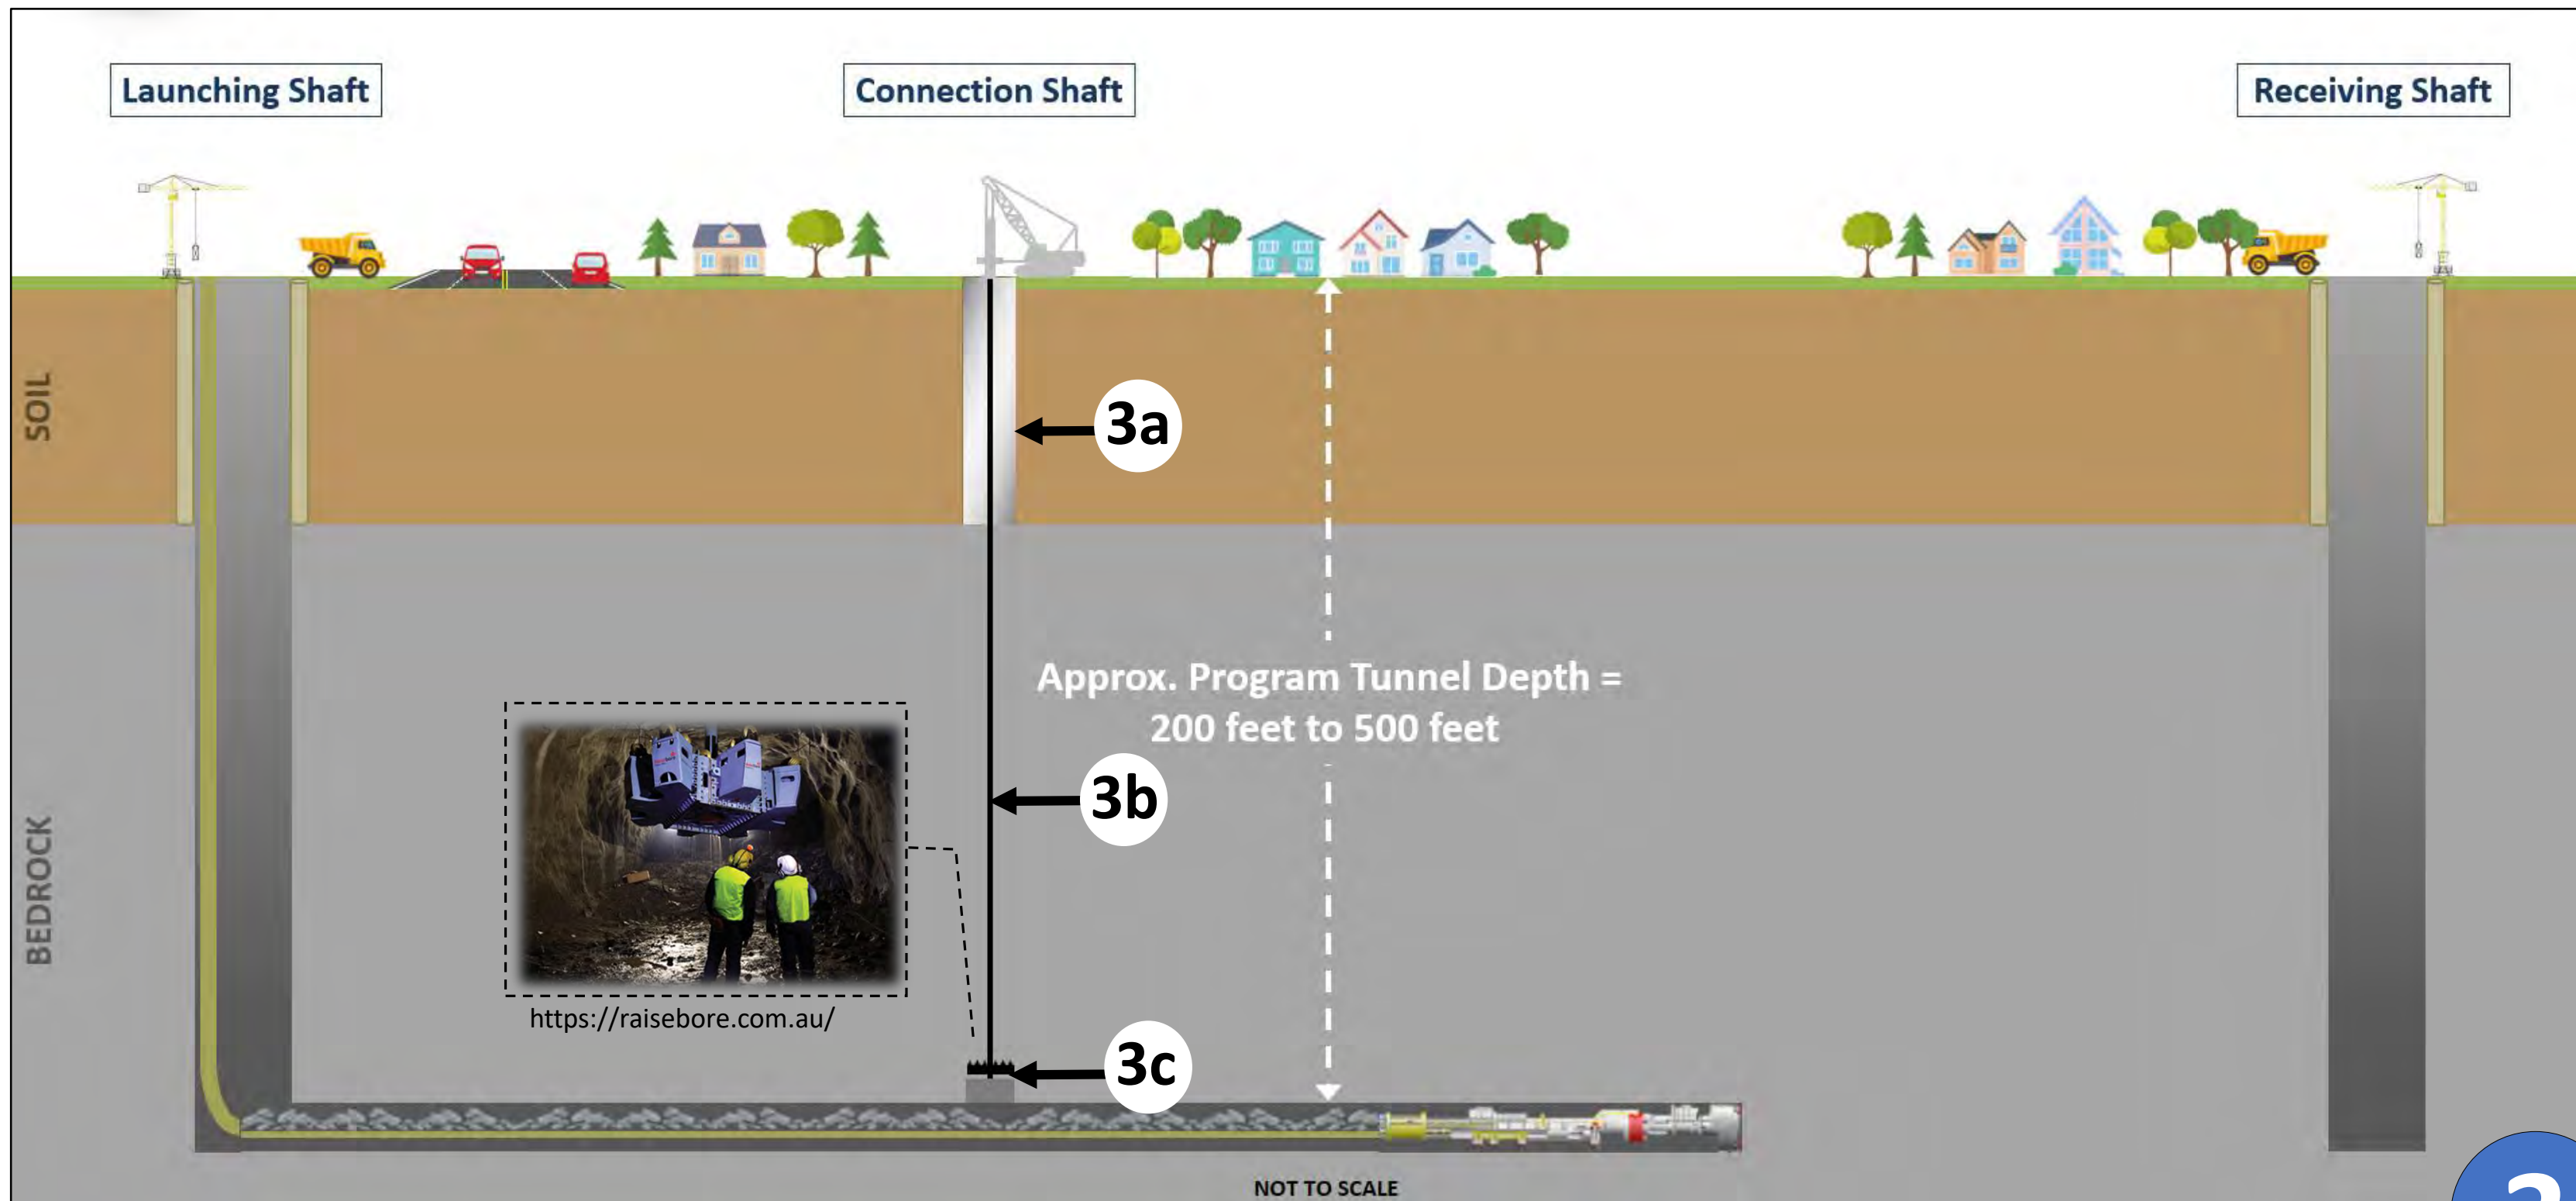 Launching Shaft
Connection Shaft
Receiving Shaft
SOIL
3a
Approx. Program Tunnel Depth =
200 feet to 500 feet
3b
BEDROCK
https://raisebore.com.au/
3c
NOT TO SCALE